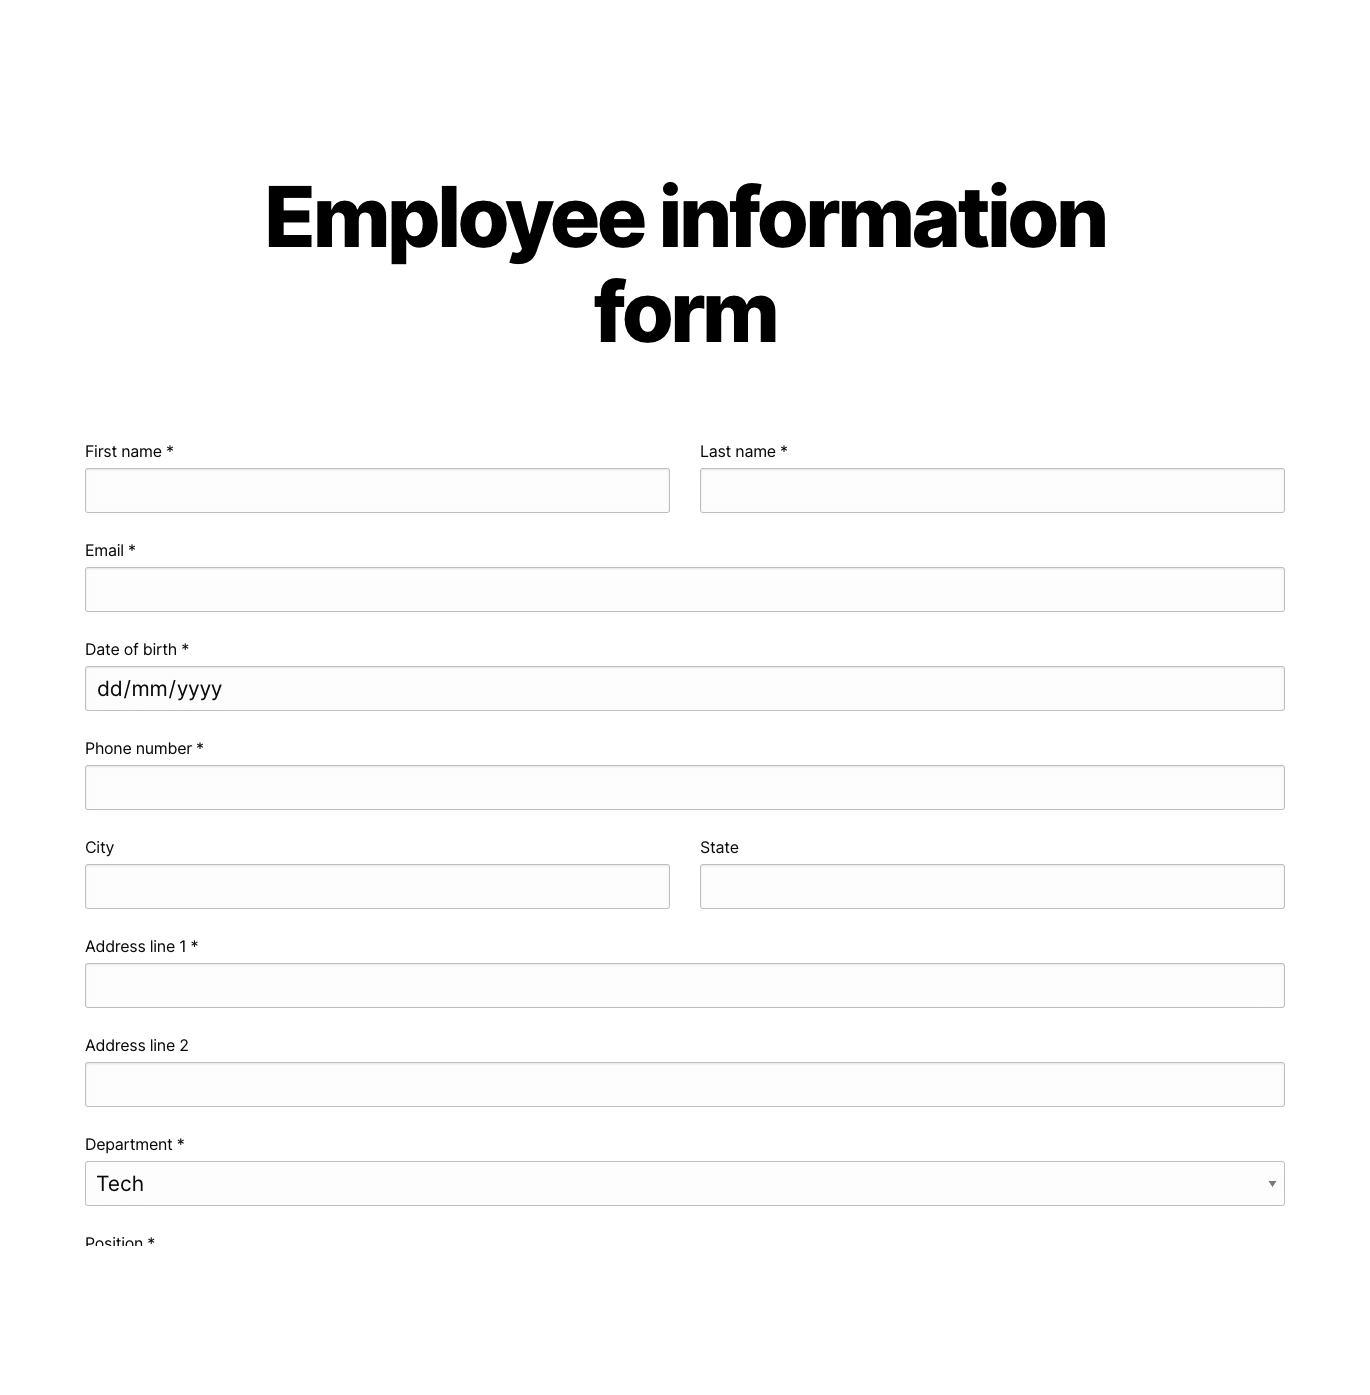 Employee information
form
First name *
Last name *
Email *
Date of birth *
dd/mm/yyyy
Phone number *
City
State
Address line 1 *
Address line 2
Department *
Tech
Position *